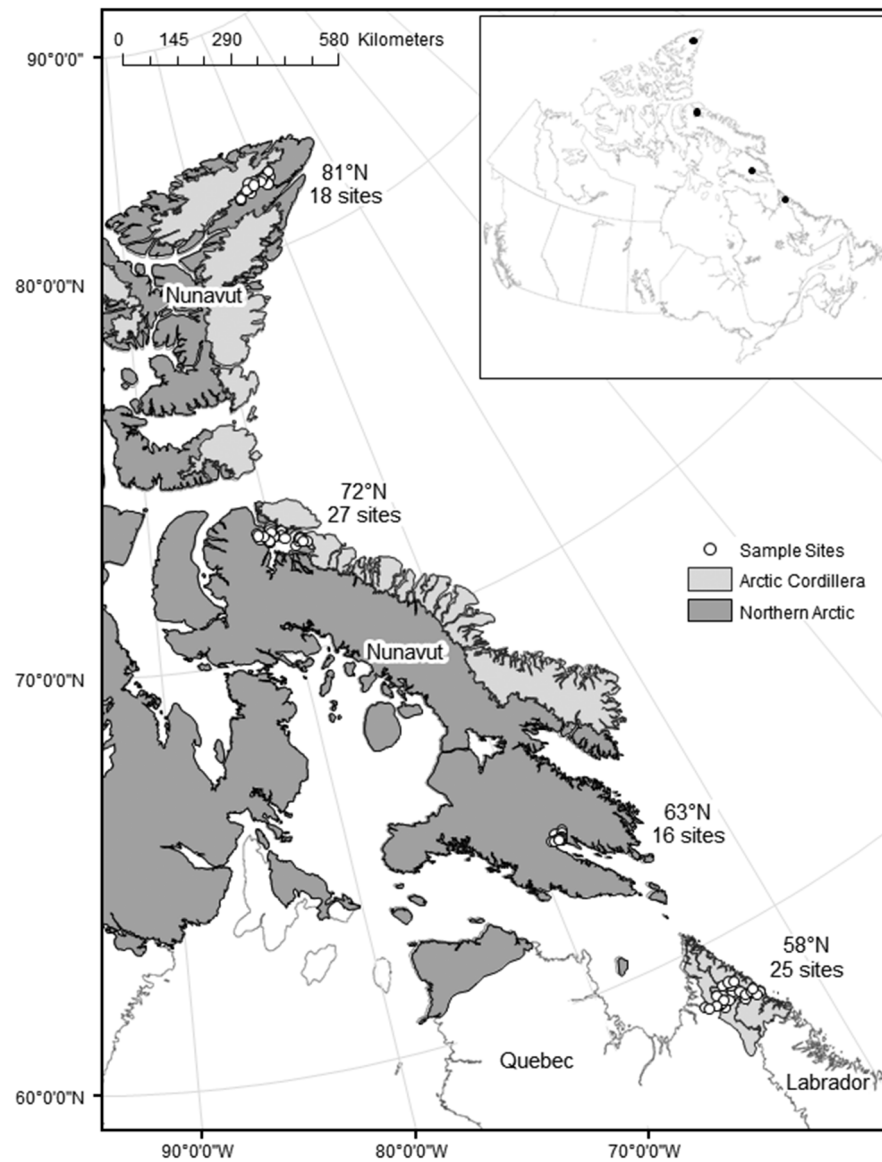 0 145 290 580 Kilometers
90°0'0"
81°N
18 sites
80°0'0"N
Nunavut
72°N
27 sites
Sample Sites
Arctic Cordillera
Northern Arctic
Nunavut
70°0'0"N
63°N
16 sites
58°N
25 sites
Quebec
Labrador
60°0'0"N
90°0'0"W 80°0'0"W 70°0'0"W